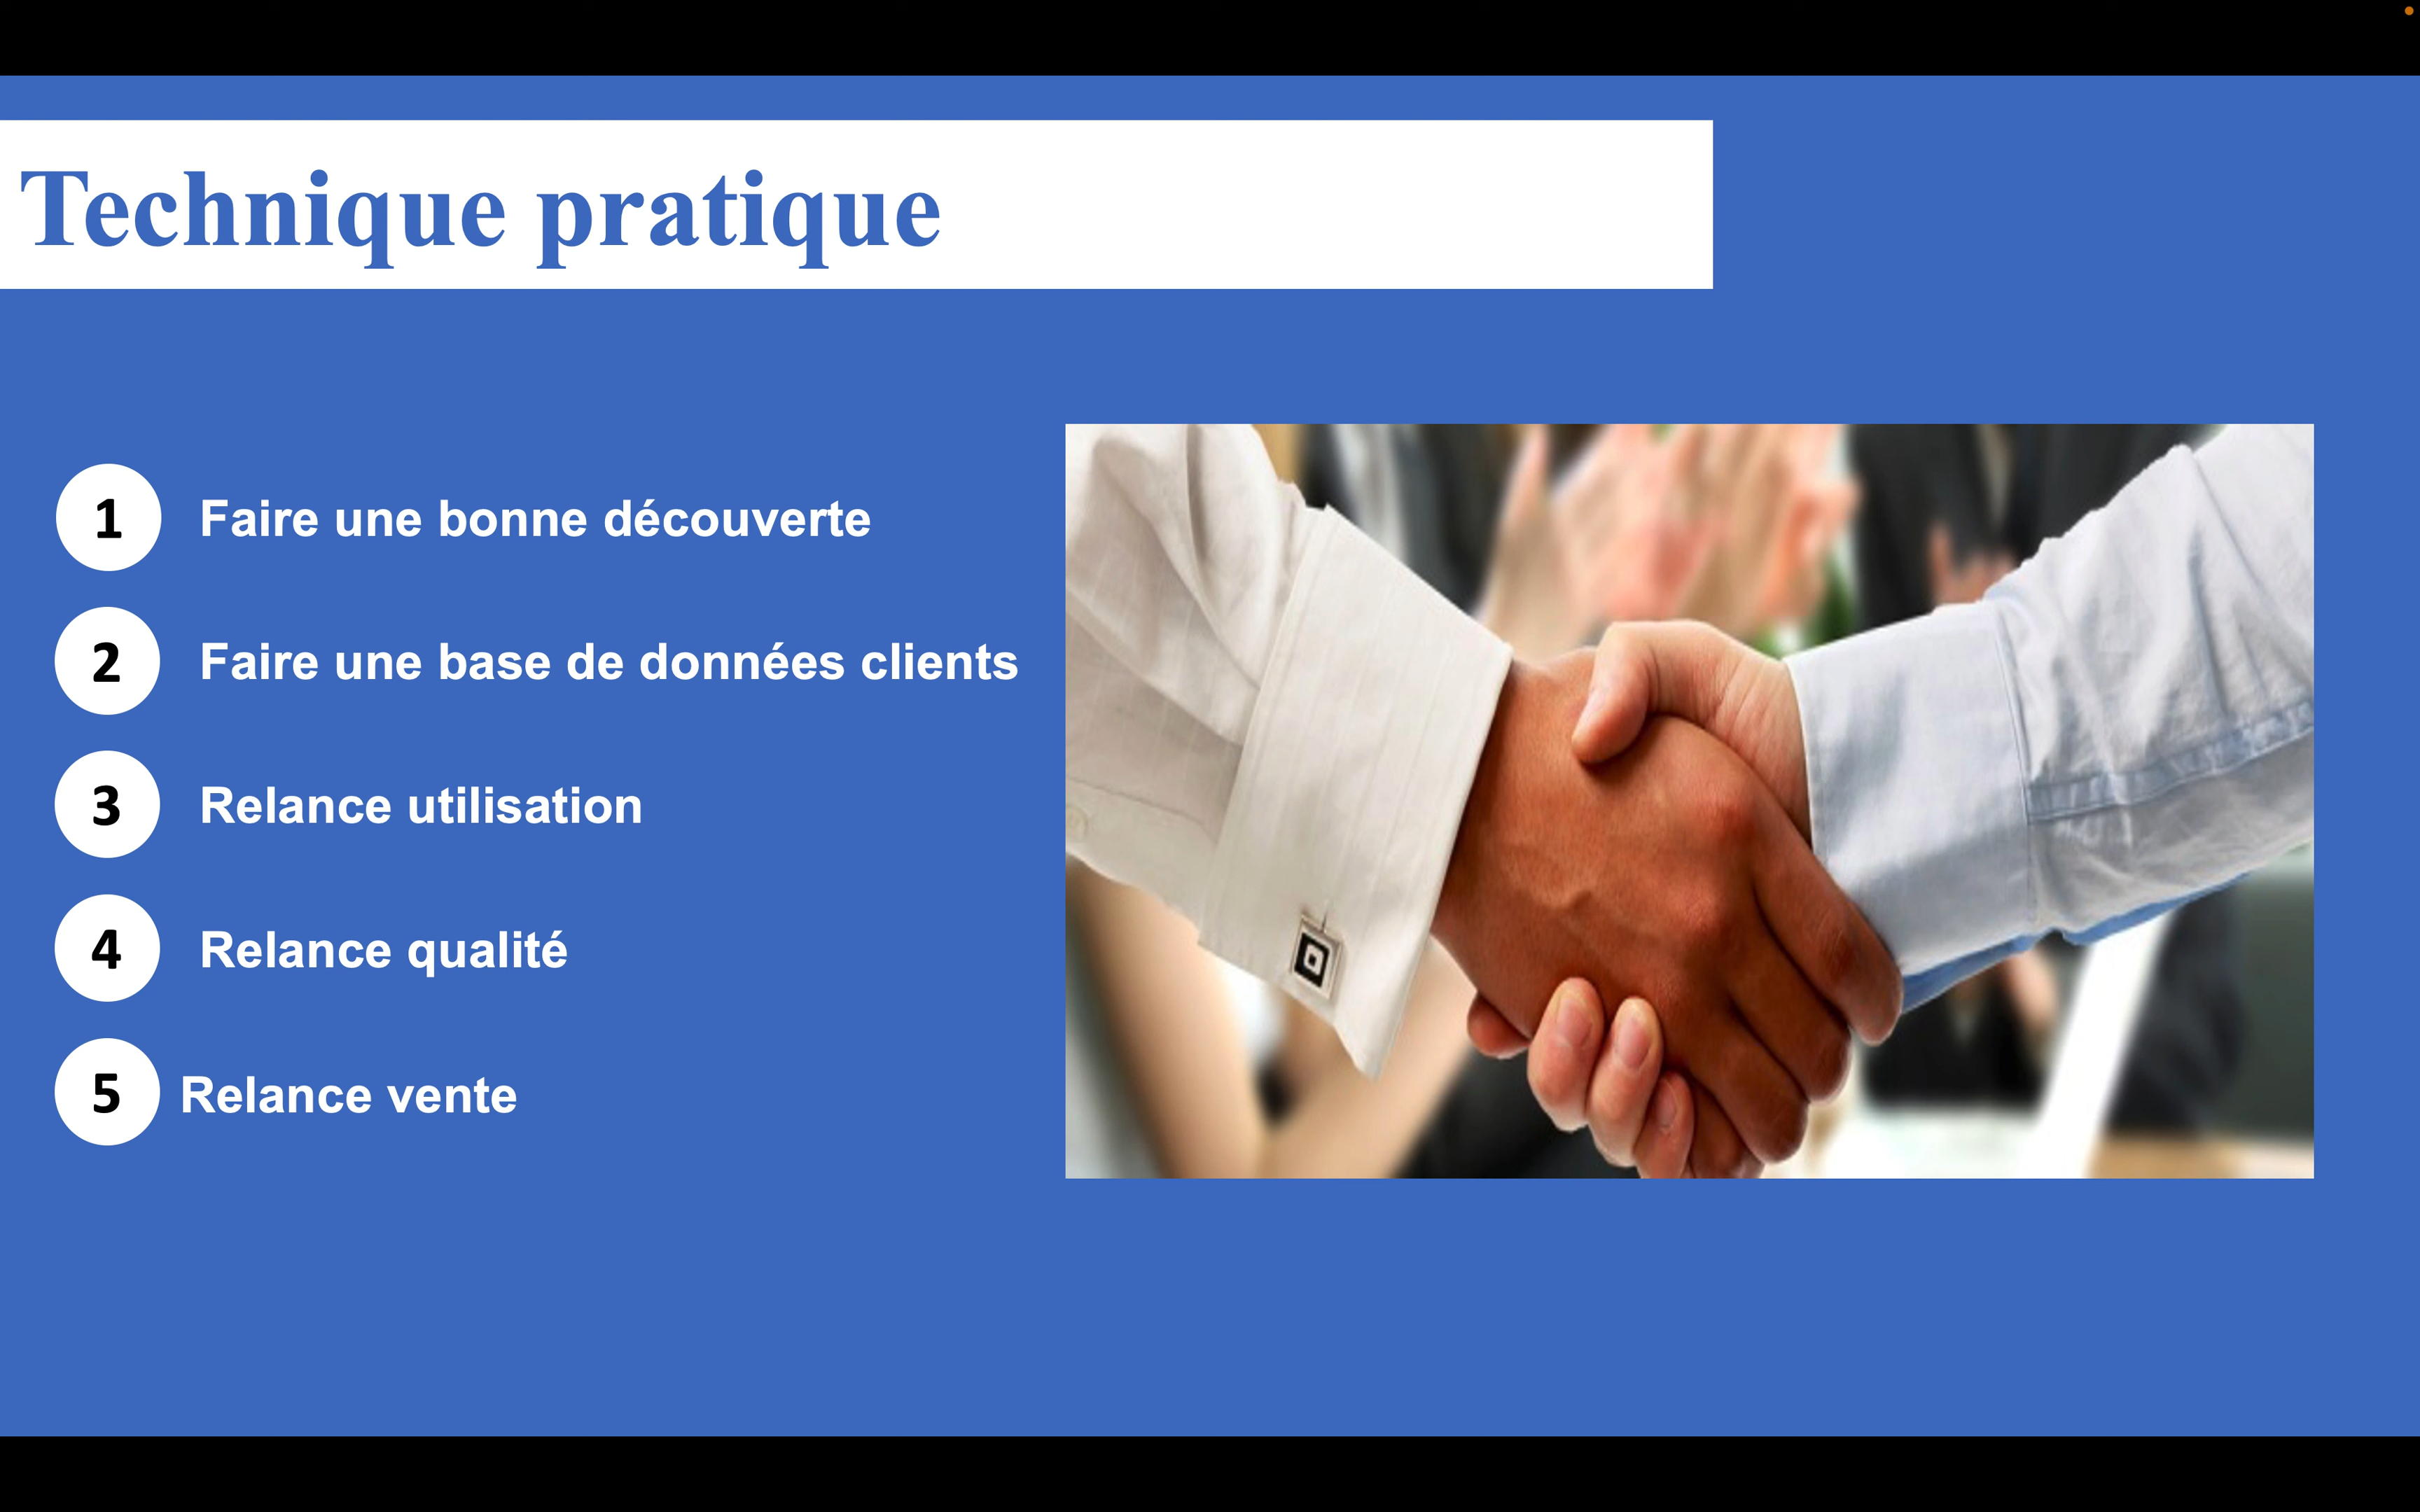 Technique pratique
1 Faire une bonne découverte
2 Faire une base de données clients
3 Relance utilisation
4 Relance qualité
5 Relance vente